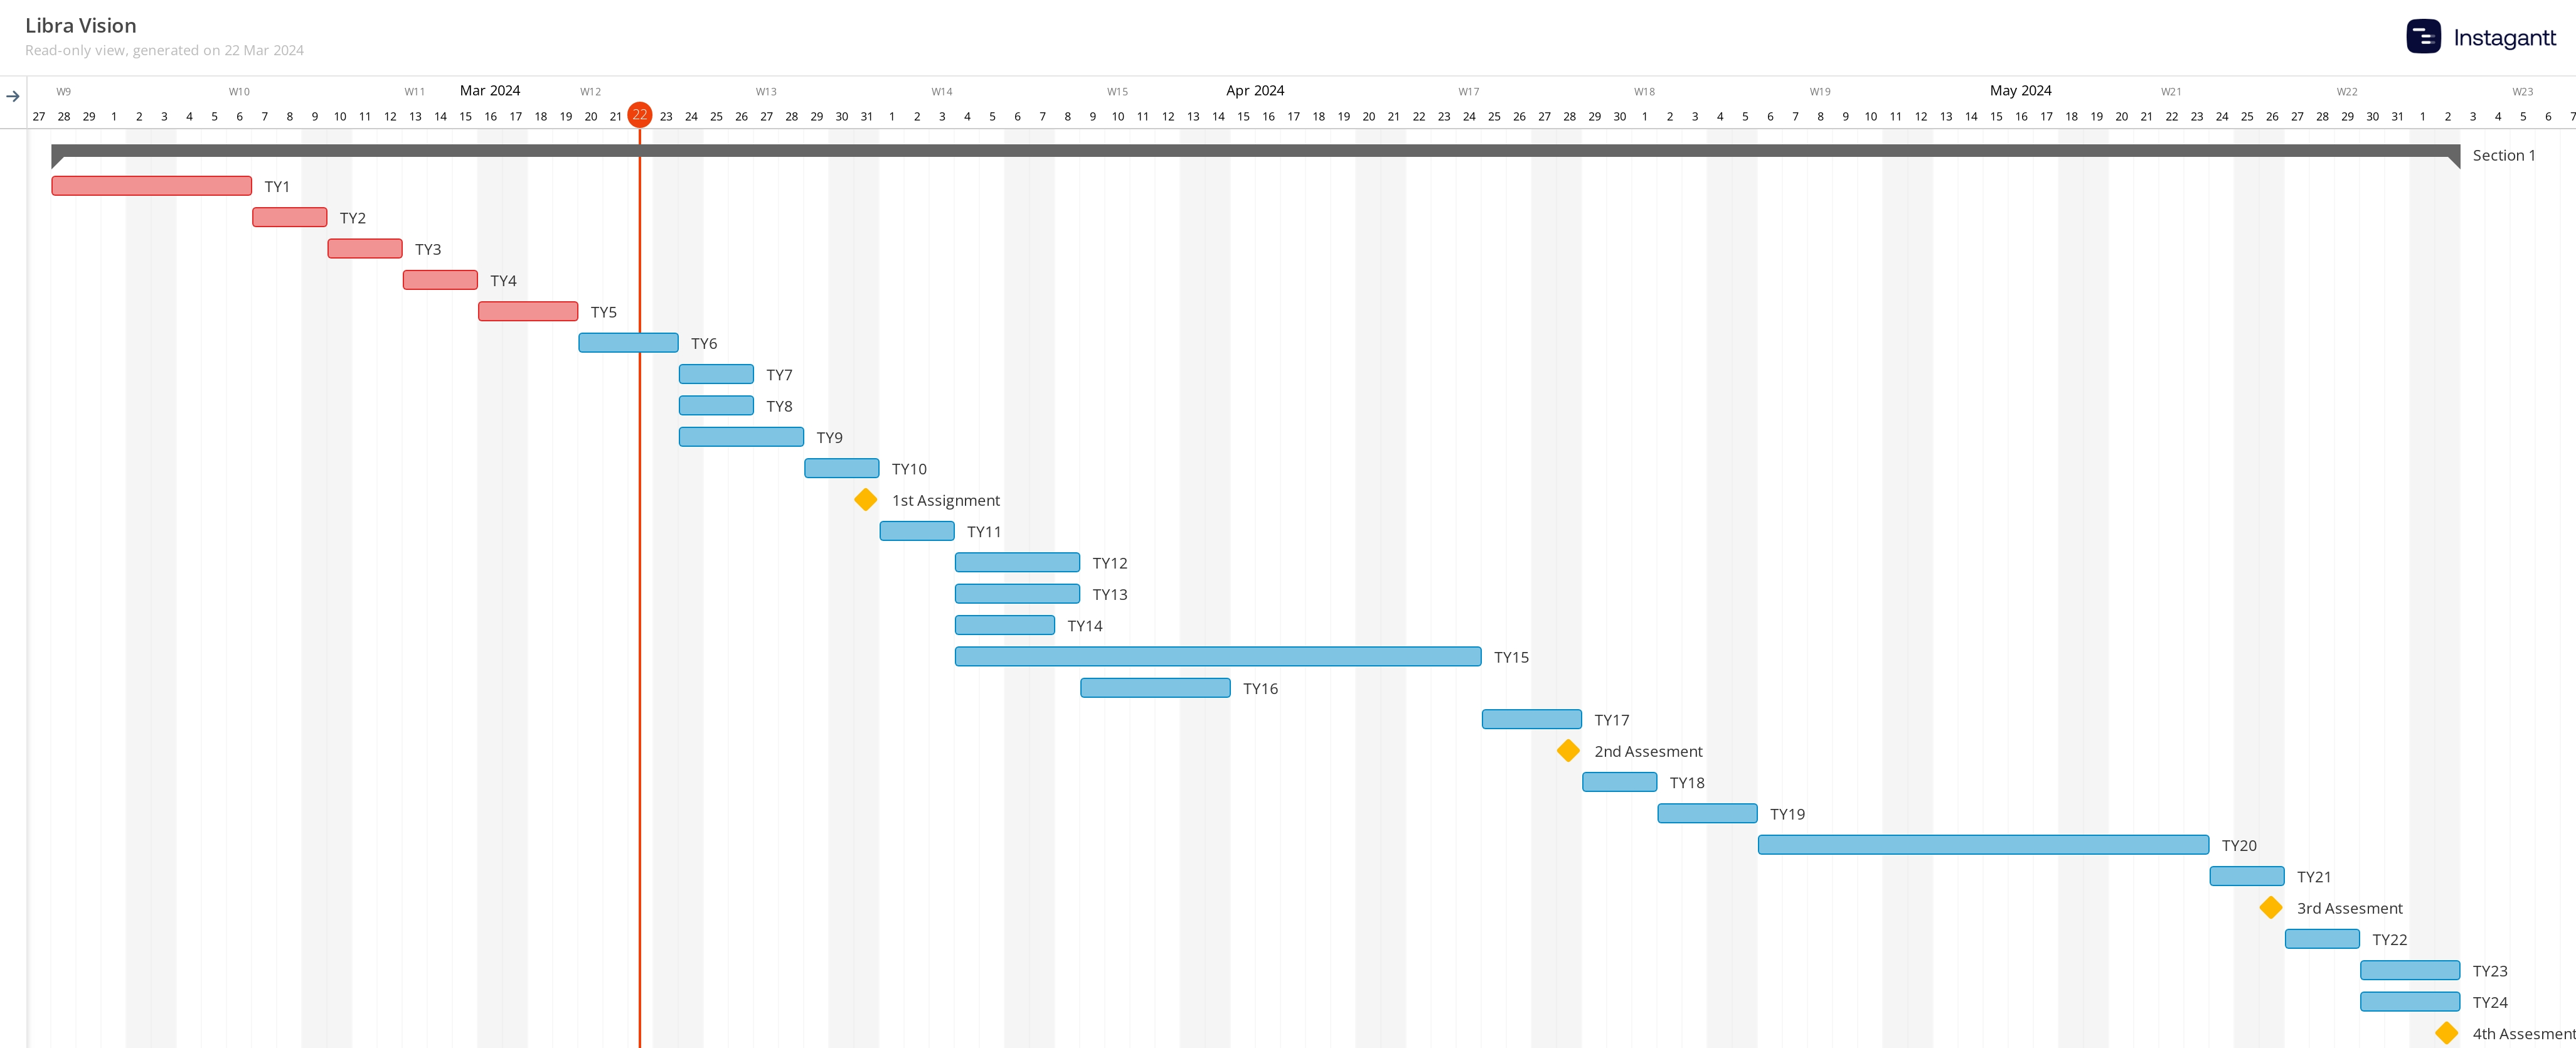 Libra Vision
Read-only view, generated on 22 Mar 2024
Instagantt
W9 W10 W11 Mar 2024 W12 W13 W14 W15 Apr 2024 W17 W18 W19 May 2024 W21 W22 W23
27 28 29 1 2 3 4 5 6 7 8 9 10 11 12 13 14 15 16 17 18 19 20 21 22 23 24 25 26 27 28 29 30 31 1 2 3 4 5 6 7 8 9 10 11 12 13 14 15 16 17 18 19 20 21 22 23 24 25 26 27 28 29 30 1 2 3 4 5 6 7 8 9 10 11 12 13 14 15 16 17 18 19 20 21 22 23 24 25 26 27 28 29 30 31 1 2 3 4 5 6 7
Section 1
TY1
TY2
TY3
TY4
TY5
TY6
TY7
TY8
TY9
TY10
1st Assignment
TY11
TY12
TY13
TY14
TY15
TY16
TY17
2nd Assesment
TY18
TY19
TY20
TY21
3rd Assesment
TY22
TY23
TY24
4th Assesment